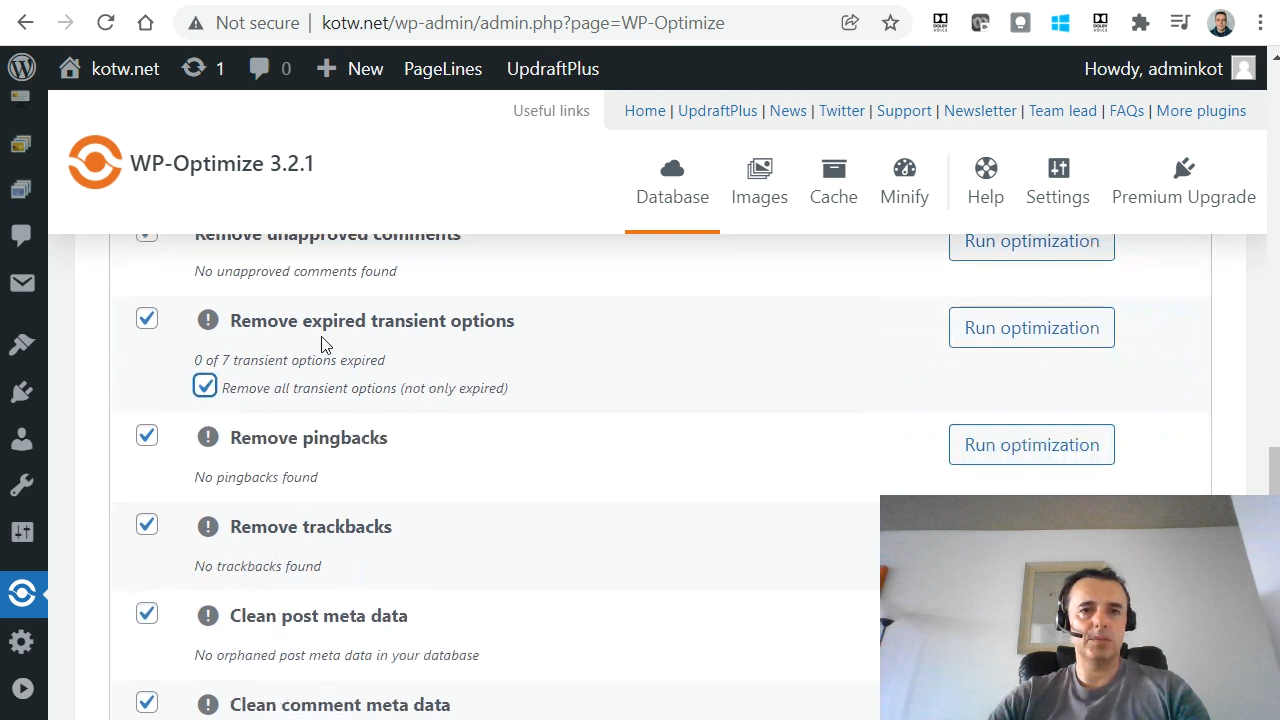 Not secure
kotw.net/wp-admin/admin.php?page=WP-Optimize
kotw.net
1
0
New
PageLines
UpdraftPlus
Howdy, adminkot
Useful links
Home | UpdraftPlus | News | Twitter | Support | Newsletter | Team lead | FAQs | More plugins
WP-Optimize 3.2.1
Database
Images
Cache
Minify
Help
Settings
Premium Upgrade
Remove unapproved comments
Run optimization
No unapproved comments found
Remove expired transient options
Run optimization
0 of 7 transient options expired
Remove all transient options (not only expired)
Remove pingbacks
Run optimization
No pingbacks found
Remove trackbacks
No trackbacks found
Clean post meta data
No orphaned post meta data in your database
Clean comment meta data